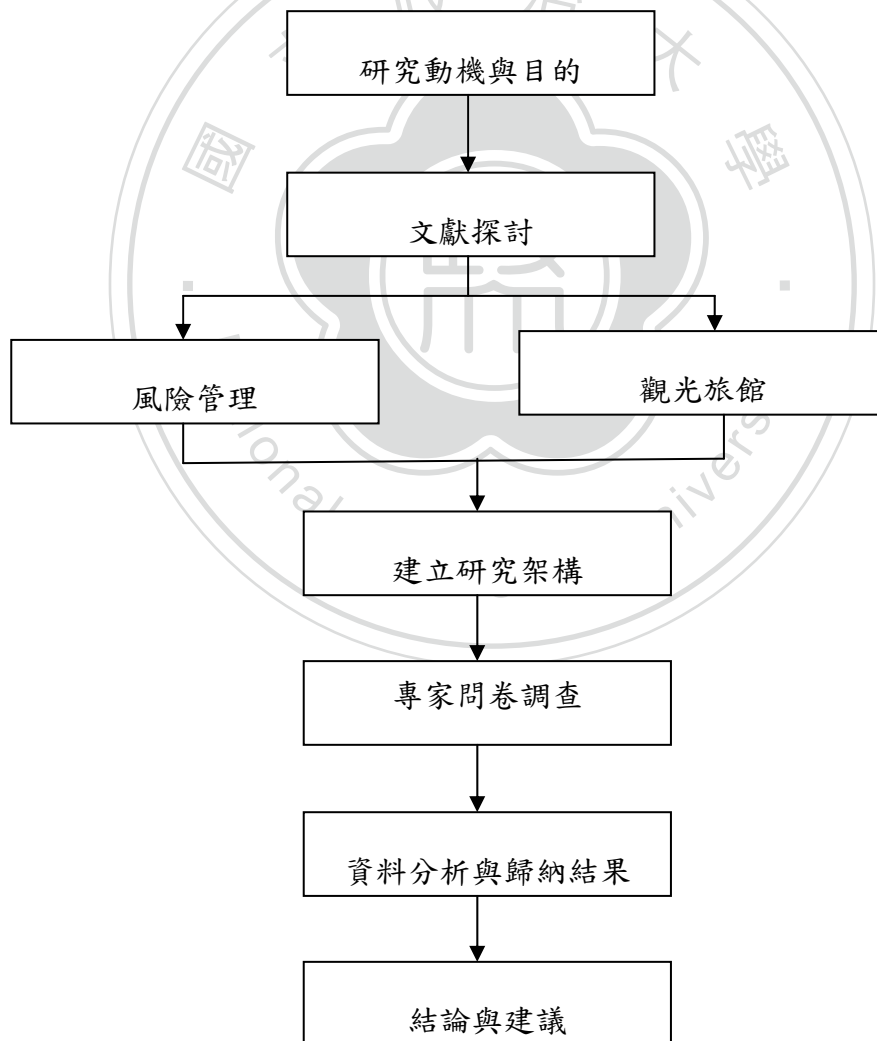 研究動機與目的
文獻探討
風險管理
觀光旅館
建立研究架構
專家問卷調查
資料分析與歸納結果
結論與建議